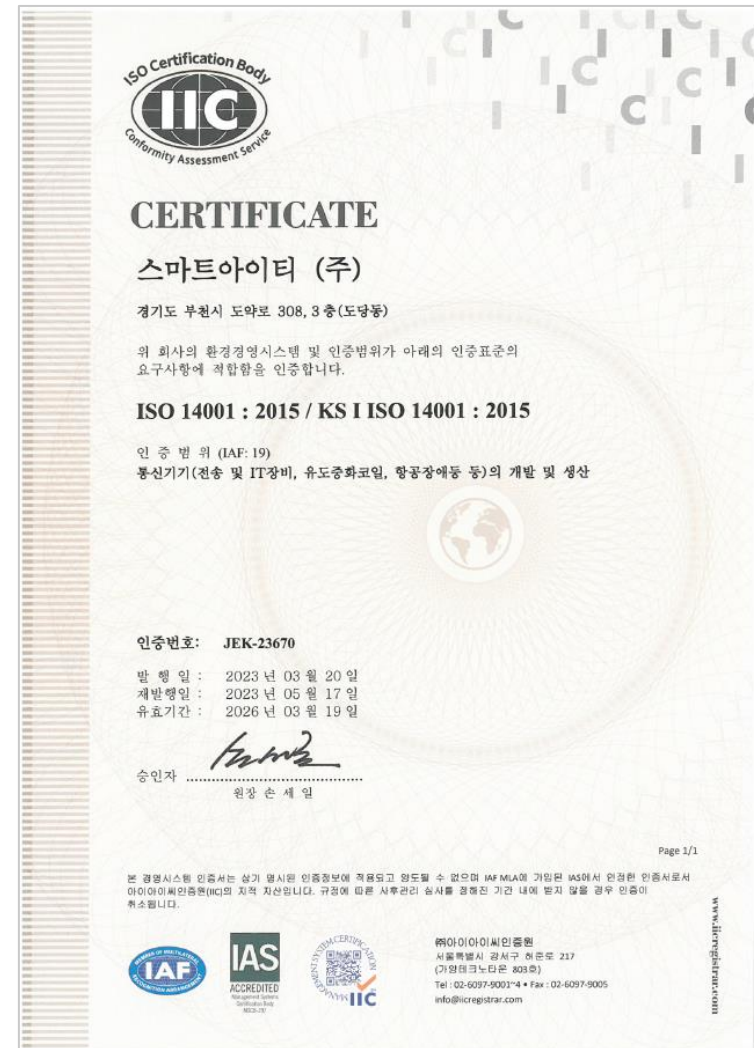 ISO Certification Body
IIC
Conformity Assessment Service
CERTIFICATE
스마트아이티 (주)
경기도 부천시 도약로 308, 3층(도당동)
위 회사의 환경경영시스템 및 인증범위가 아래의 인증표준의
요구사항에 적합함을 인증합니다.
ISO 14001 : 2015 / KS I ISO 14001 : 2015
인 증 범 위 (IAF: 19)
통신기기(전송 및 IT장비, 유도중화코일, 항공장애등 등)의 개발 및 생산
인증번호: JEK-23670
발 행 일 : 2023 년 03 월 20 일
재발행일 : 2023 년 05 월 17 일
유효기간 : 2026 년 03 월 19 일
승인자
원장 손 세 일
Page 1/1
본 경영시스템 인증서는 상기 명시된 인증정보에 적용되고 양도될 수 없으며 IAF MLA에 가입된 IAS에서 인정한 인증서로서
아이아이씨인증원(IIC)의 지적 자산입니다. 규정에 따른 사후관리 심사를 정해진 기간 내에 받지 않을 경우 인증이
취소됩니다.
www.iicregistrar.com
MEMBER OF MULTILATERAL
IAF
RECOGNITION ARRANGEMENT
IAS
ACCREDITED
Management Systems
Certification Body
MANAGEMENT SYSTEM CERTIFICATION
IIC
㈜아이아이씨인증원
서울특별시 강서구 허준로 217
(가양테크노타운 803호)
Tel : 02-6097-9001~4 • Fax : 02-6097-9005
info@iicregistrar.com